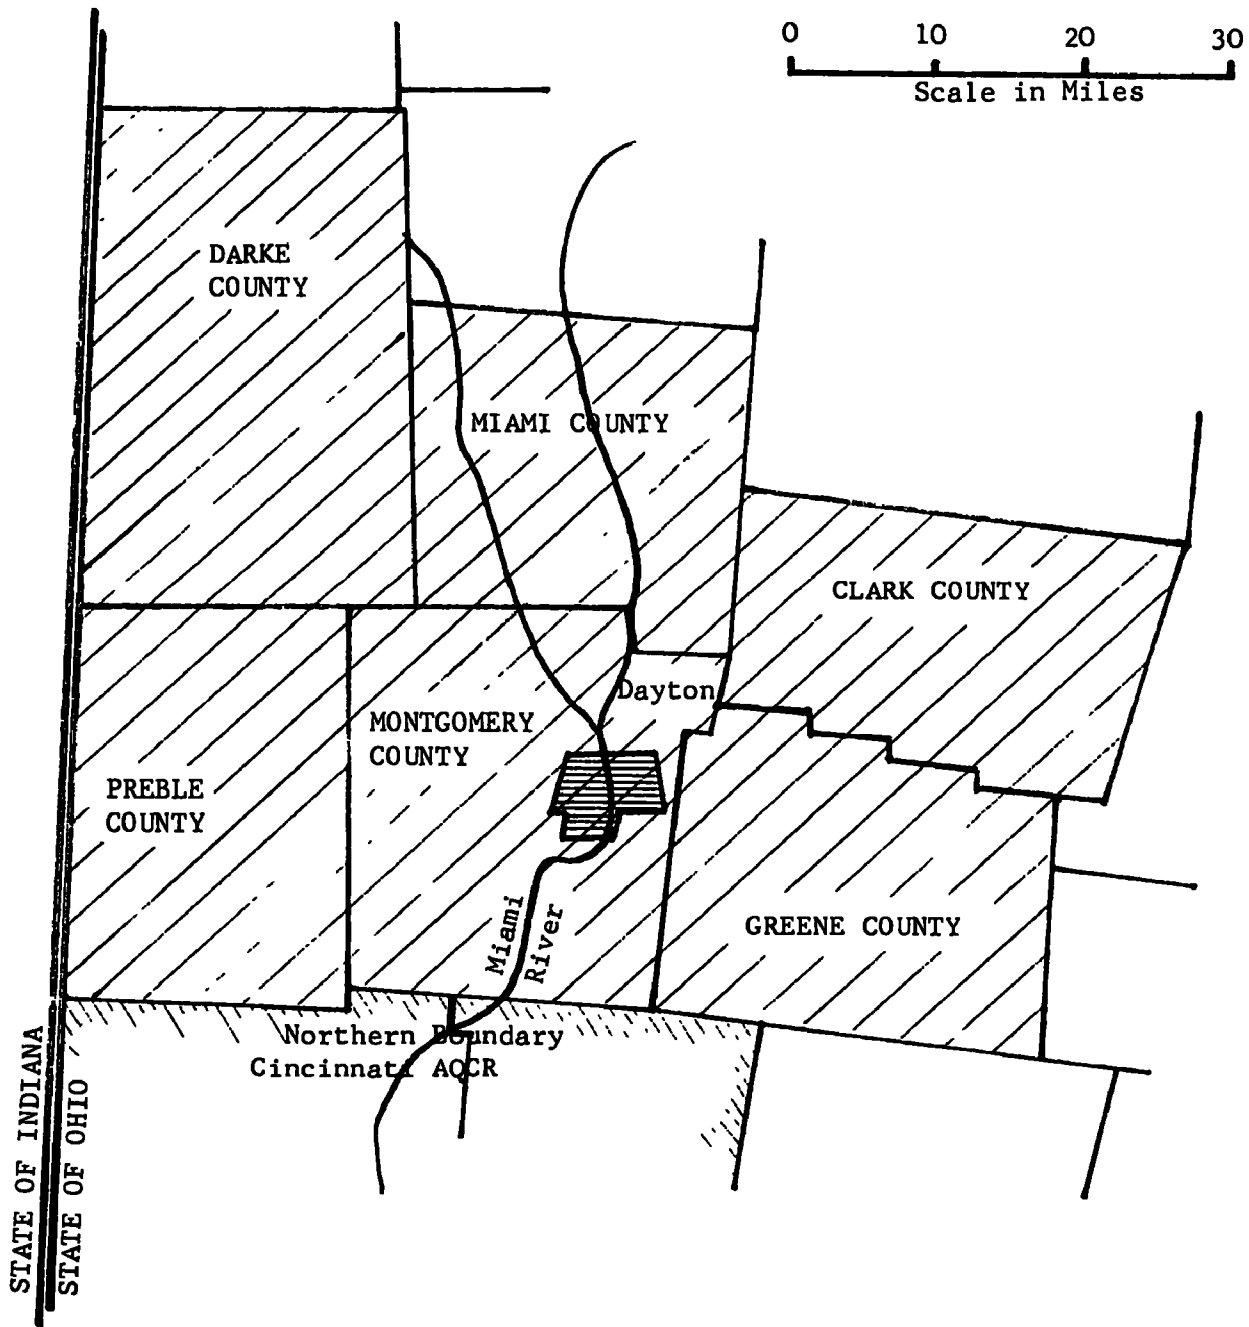 0 10 20 30
Scale in Miles
DARKE
COUNTY
MIAMI COUNTY
CLARK COUNTY
Dayton
MONTGOMERY
COUNTY
PREBLE
COUNTY
GREENE COUNTY
Miami
River
Northern Boundary
Cincinnati AQCR
STATE OF INDIANA
STATE OF OHIO